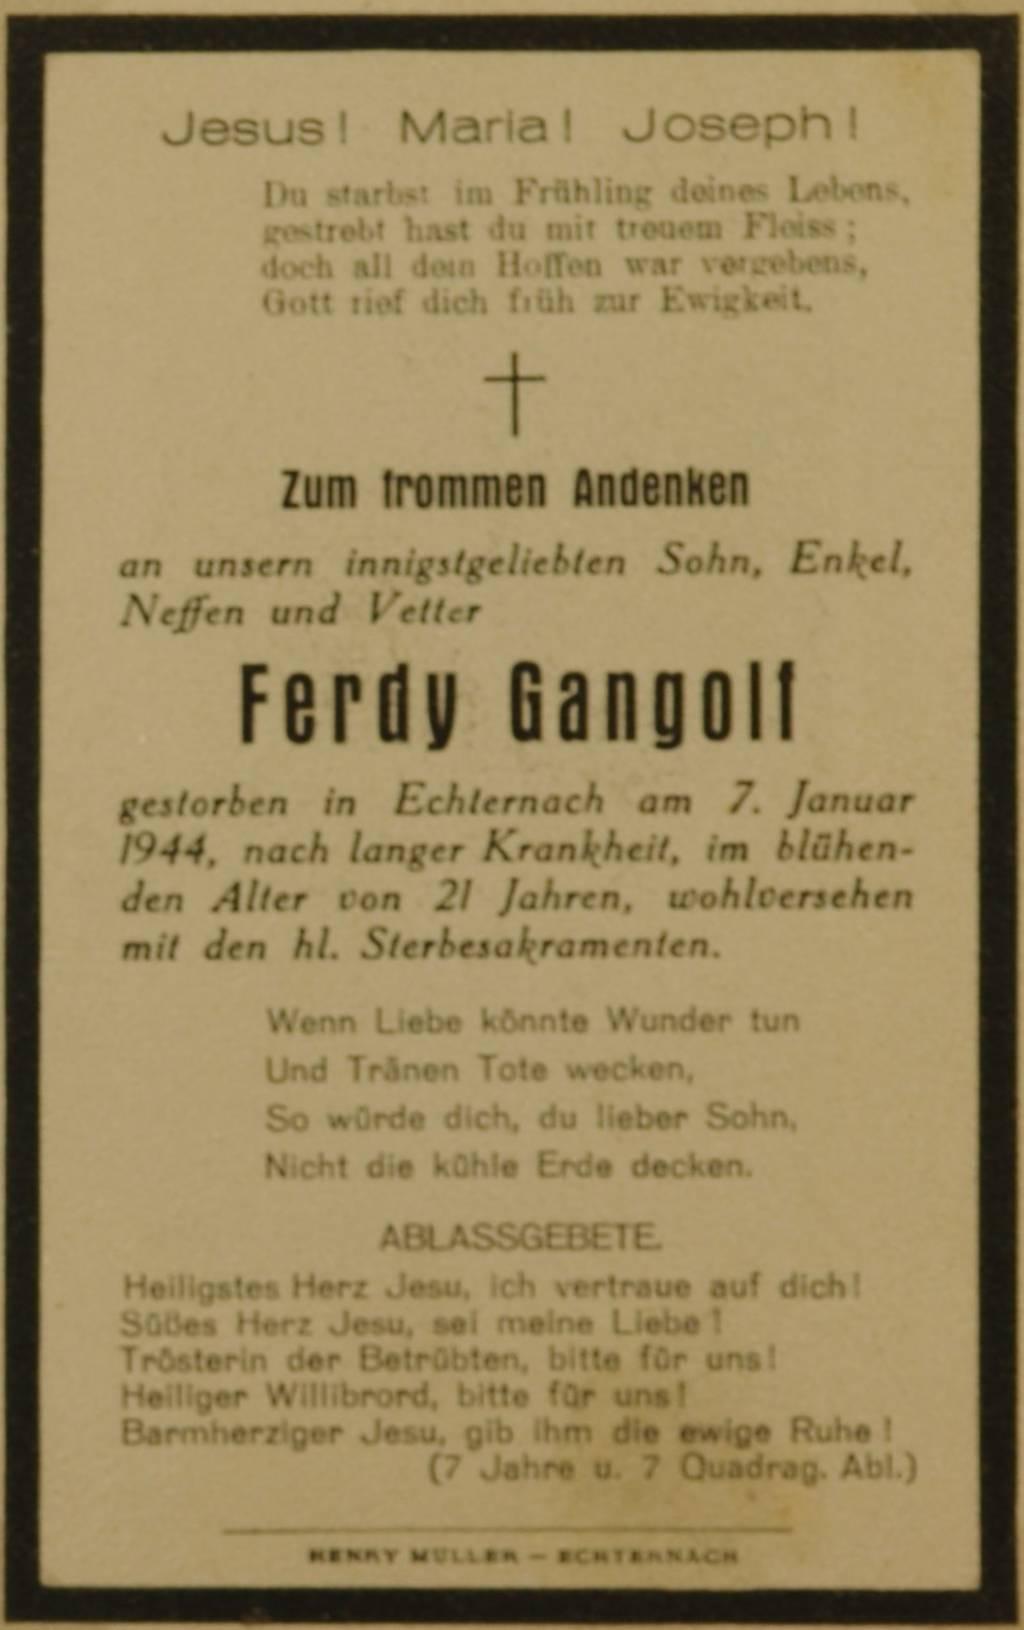 Jesus! Maria! Joseph!
Du starbst im Frühling deines Lebens,
gestrebt hast du mit treuem Fleiss;
doch all dein Hoffen war vergebens,
Gott rief dich früh zur Ewigkeit.
Zum frommen Andenken
an unsern innigstgeliebten Sohn, Enkel,
Neffen und Vetter
Ferdy Gangolf
gestorben in Echternach am 7. Januar
1944, nach langer Krankheit, im blühen-
den Alter von 21 Jahren, wohlversehen
mit den hl. Sterbesakramenten.
Wenn Liebe könnte Wunder tun
Und Tränen Tote wecken,
So würde dich, du lieber Sohn,
Nicht die kühle Erde decken.
ABLASSGEBETE.
Heiligstes Herz Jesu, ich vertraue auf dich!
Süßes Herz Jesu, sei meine Liebe!
Trösterin der Betrübten, bitte für uns!
Heiliger Willibrord, bitte für uns!
Barmherziger Jesu, gib ihm die ewige Ruhe!
(7 Jahre u. 7 Quadrag. Abl.)
HENRY MULLER — ECHTERNACH